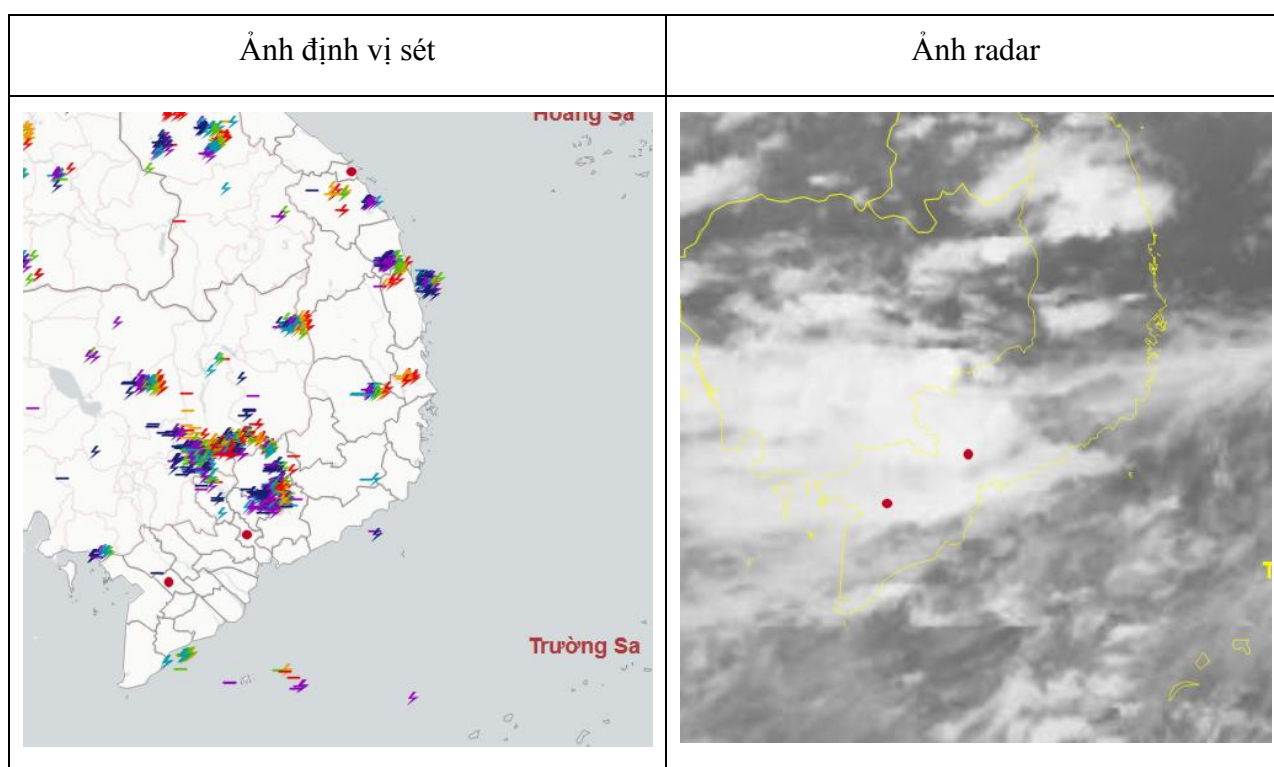 Ảnh định vị sét
Ảnh radar
Hoàng Sa
Trường Sa
T